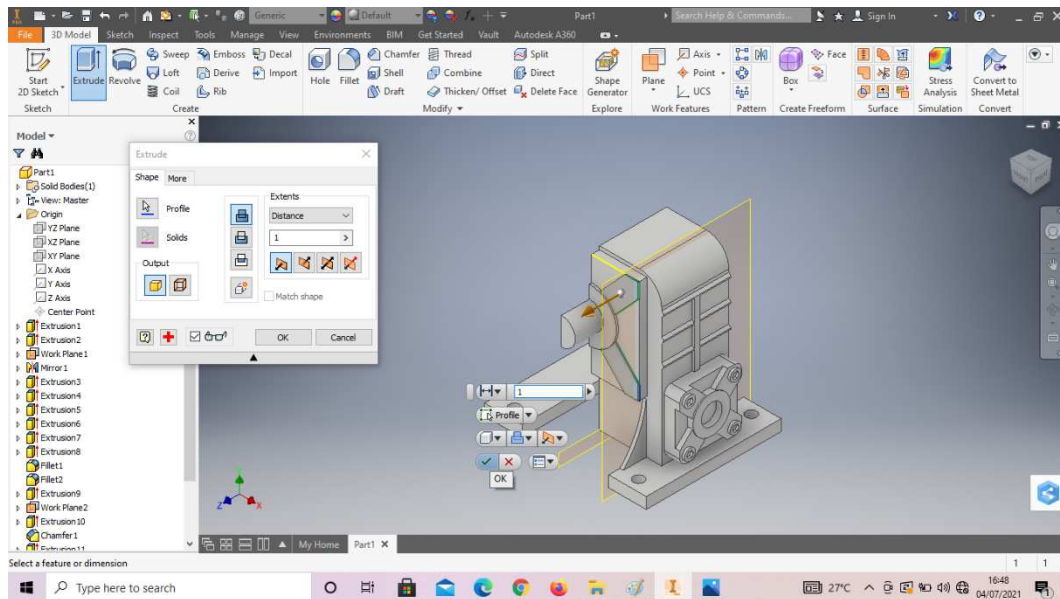 Generic Default Part1 Search Help & Commands... Sign In
File 3D Model Sketch Inspect Tools Manage View Environments BIM Get Started Vault Autodesk A360
Sweep Emboss Decal Chamfer Thread Split Axis Face
Start 2D Sketch Extrude Revolve Loft Derive Import Hole Fillet Shell Combine Direct Shape Generator Plane Point Box Stress Analysis Convert to Sheet Metal
Coil Rib Draft Thicken/ Offset Delete Face UCS
Sketch Create Modify Explore Work Features Pattern Create Freeform Surface Simulation Convert
Model
Part1
Solid Bodies(1)
View: Master
Origin
YZ Plane
XZ Plane
XY Plane
X Axis
Y Axis
Z Axis
Center Point
Extrusion1
Extrusion2
Work Plane1
Mirror1
Extrusion3
Extrusion4
Extrusion5
Extrusion6
Extrusion7
Extrusion8
Fillet1
Fillet2
Extrusion9
Work Plane2
Extrusion10
Chamfer1
Extrusion11
Extrude
Shape More
Profile
Solids
Output
Extents
Distance
1
Match shape
OK Cancel
1
Profile
OK
Z X
My Home Part1
Select a feature or dimension 1 1
Type here to search 27°C 16:48
04/07/2021